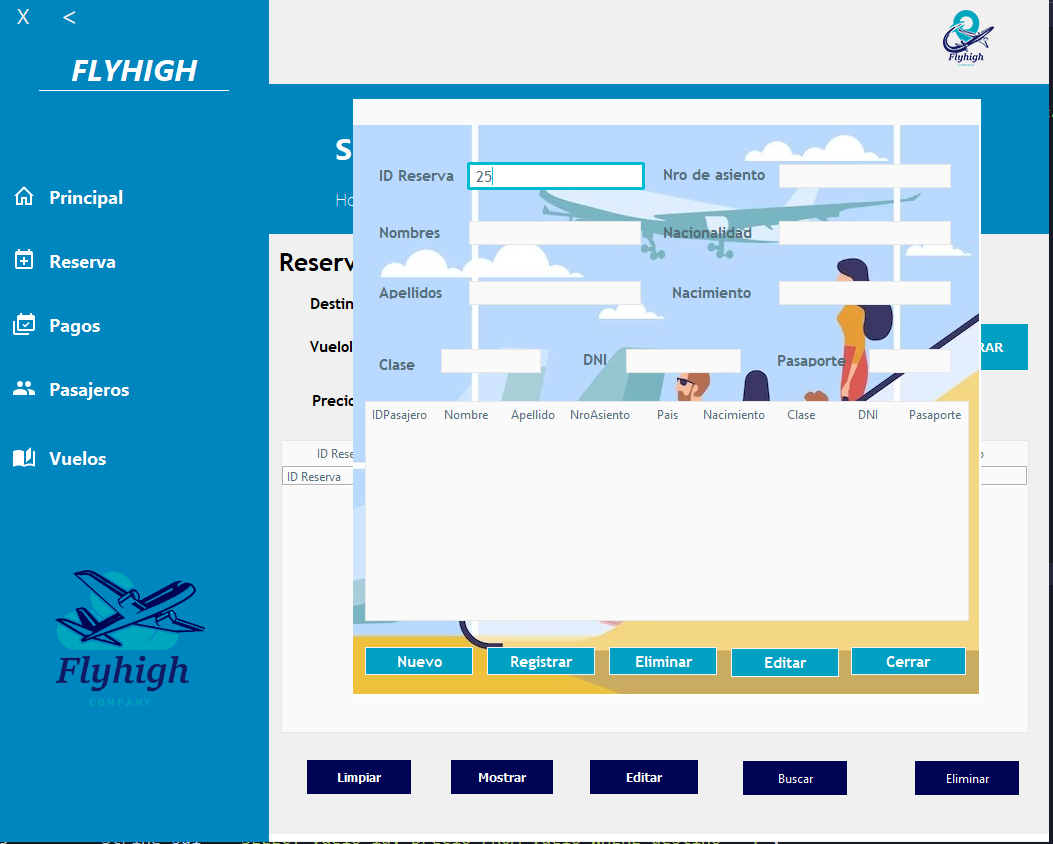 X <
FLYHIGH
Principal
Reserva
Pagos
Pasajeros
Vuelos
Flyhigh
COMPANY
Flyhigh
COMPANY
S
Ho
Reserv
Destin
Vuelol
Precio
RAR
ID Rese
ID Reserva
ID Reserva 25 Nro de asiento
Nombres Nacionalidad
Apellidos Nacimiento
Clase DNI Pasaporte
IDPasajero Nombre Apellido NroAsiento Pais Nacimiento Clase DNI Pasaporte
Nuevo Registrar Eliminar Editar Cerrar
Limpiar Mostrar Editar Buscar Eliminar